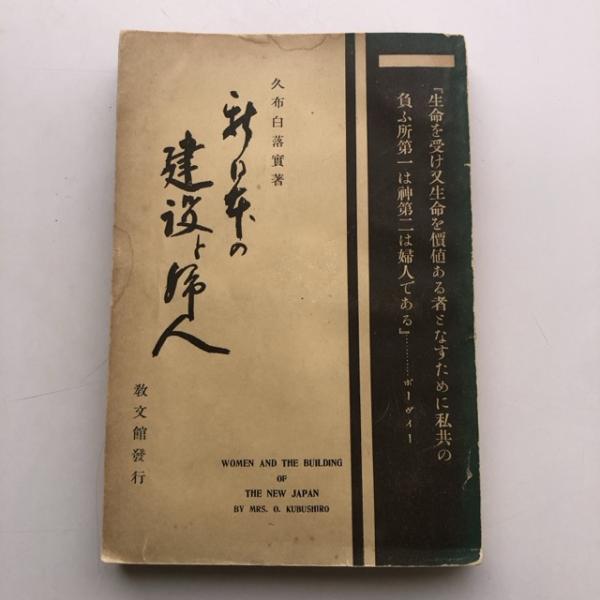 『生命を受け又生命を價値ある者となすために私共の
負ふ所第一は神第二は婦人である』…………ボーヴィー
久布白落實著
新日本の
建設と婦人
教文館發行
WOMEN AND THE BUILDING
OF
THE NEW JAPAN
BY MRS. O. KUBUSHIRO